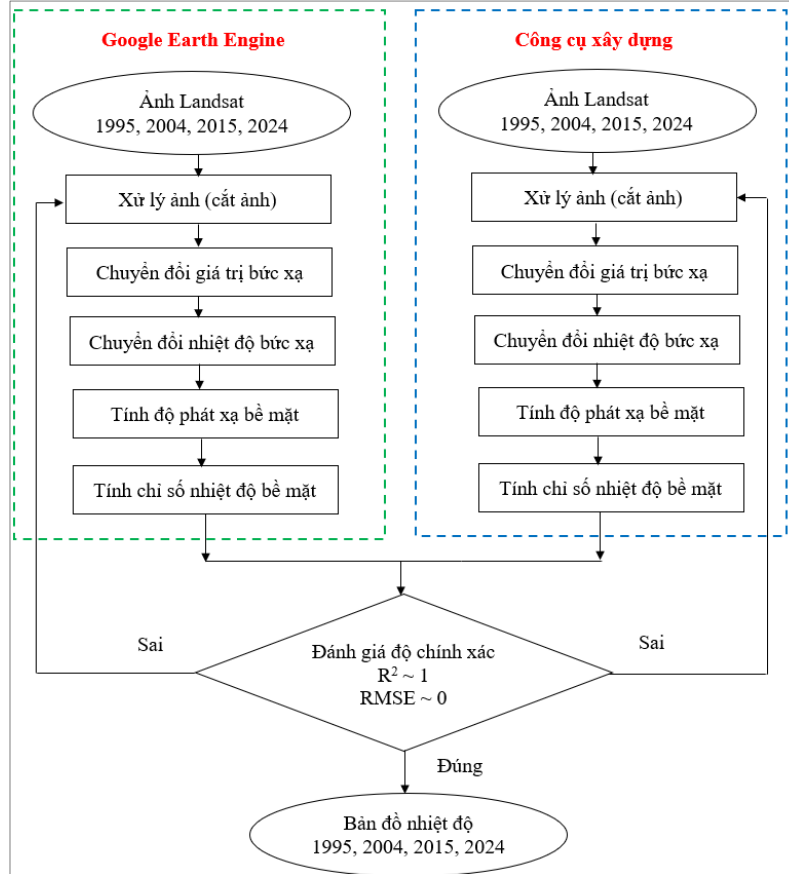 Google Earth Engine
Ảnh Landsat
1995, 2004, 2015, 2024
Xử lý ảnh (cắt ảnh)
Chuyển đổi giá trị bức xạ
Chuyển đổi nhiệt độ bức xạ
Tính độ phát xạ bề mặt
Tính chỉ số nhiệt độ bề mặt
Công cụ xây dựng
Ảnh Landsat
1995, 2004, 2015, 2024
Xử lý ảnh (cắt ảnh)
Chuyển đổi giá trị bức xạ
Chuyển đổi nhiệt độ bức xạ
Tính độ phát xạ bề mặt
Tính chỉ số nhiệt độ bề mặt
Sai
Đánh giá độ chính xác
R² ~ 1
RMSE ~ 0
Sai
Đúng
Bản đồ nhiệt độ
1995, 2004, 2015, 2024